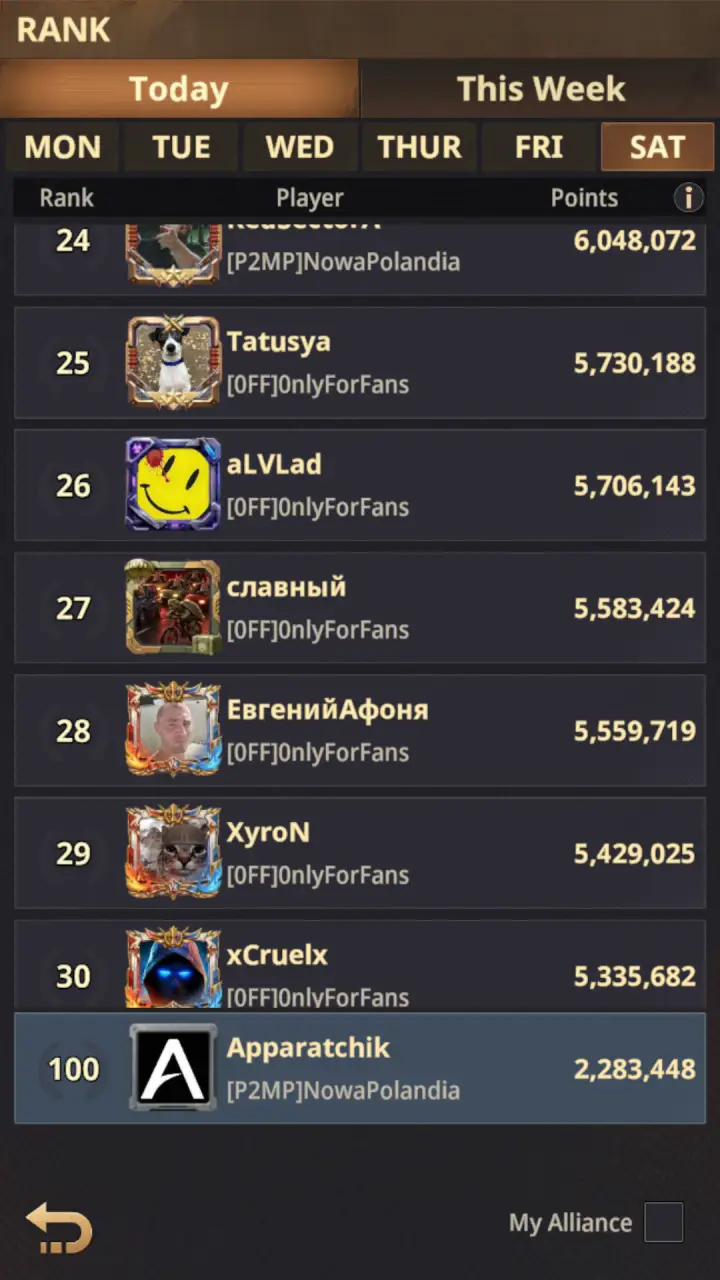 RANK
Today
This Week
MON
TUE
WED
THUR
FRI
SAT
Rank
Player
Points
24
[P2MP]NowaPolandia
6,048,072
25
Tatusya
[0FF]0nlyForFans
5,730,188
26
aLVLad
[0FF]0nlyForFans
5,706,143
27
славный
[0FF]0nlyForFans
5,583,424
28
ЕвгенийАфоня
[0FF]0nlyForFans
5,559,719
29
XyroN
[0FF]0nlyForFans
5,429,025
30
xCruelx
[0FF]0nlyForFans
5,335,682
100
Apparatchik
[P2MP]NowaPolandia
2,283,448
My Alliance